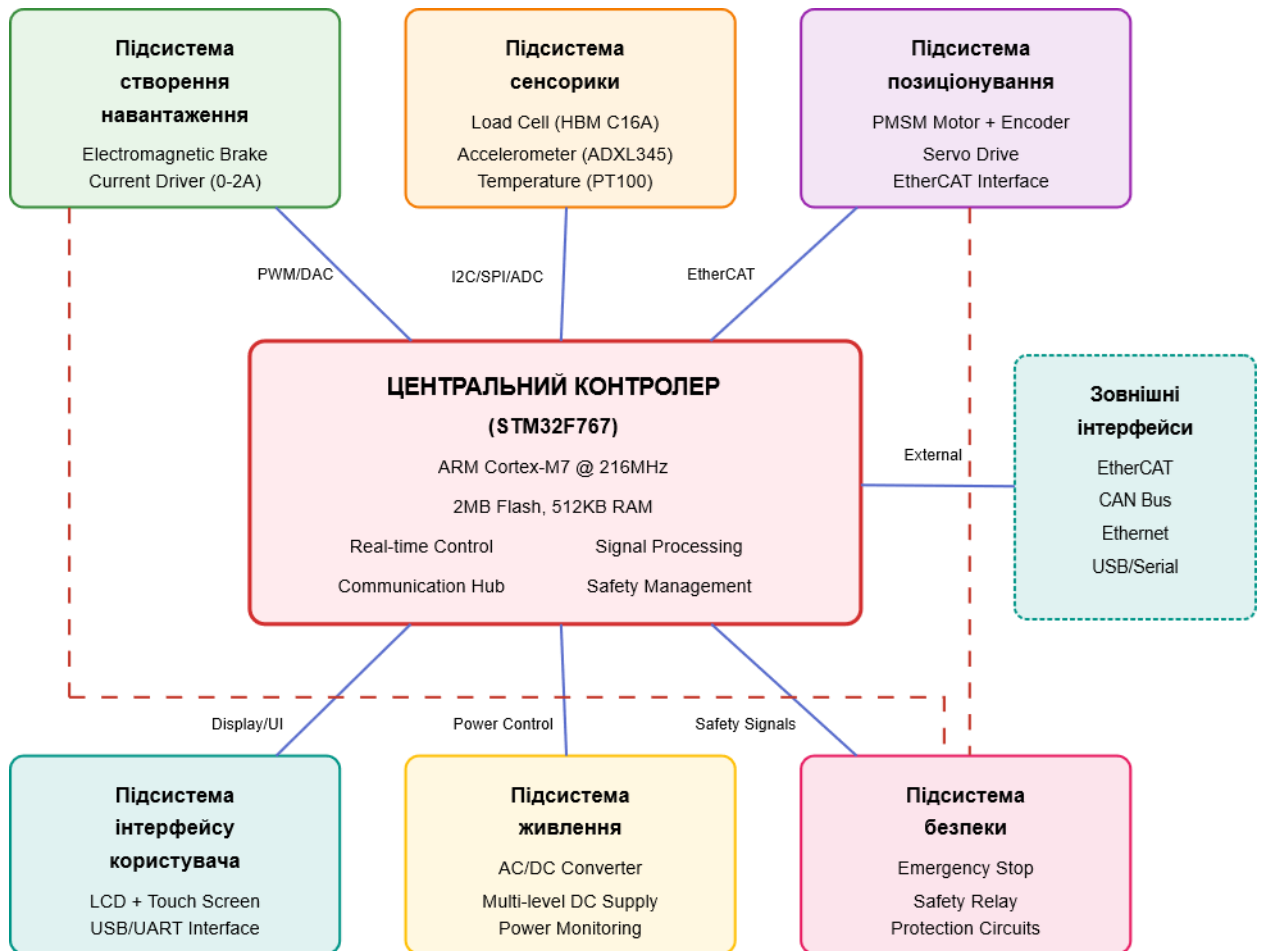 Підсистема
створення
навантаження
Electromagnetic Brake
Current Driver (0-2A)
Підсистема
сенсорики
Load Cell (HBM C16A)
Accelerometer (ADXL345)
Temperature (PT100)
Підсистема
позиціонування
PMSM Motor + Encoder
Servo Drive
EtherCAT Interface
PWM/DAC
I2C/SPI/ADC
EtherCAT
ЦЕНТРАЛЬНИЙ КОНТРОЛЕР
(STM32F767)
ARM Cortex-M7 @ 216MHz
2MB Flash, 512KB RAM
Real-time Control
Signal Processing
Communication Hub
Safety Management
External
Зовнішні
інтерфейси
EtherCAT
CAN Bus
Ethernet
USB/Serial
Display/UI
Power Control
Safety Signals
Підсистема
інтерфейсу
користувача
LCD + Touch Screen
USB/UART Interface
Підсистема
живлення
AC/DC Converter
Multi-level DC Supply
Power Monitoring
Підсистема
безпеки
Emergency Stop
Safety Relay
Protection Circuits